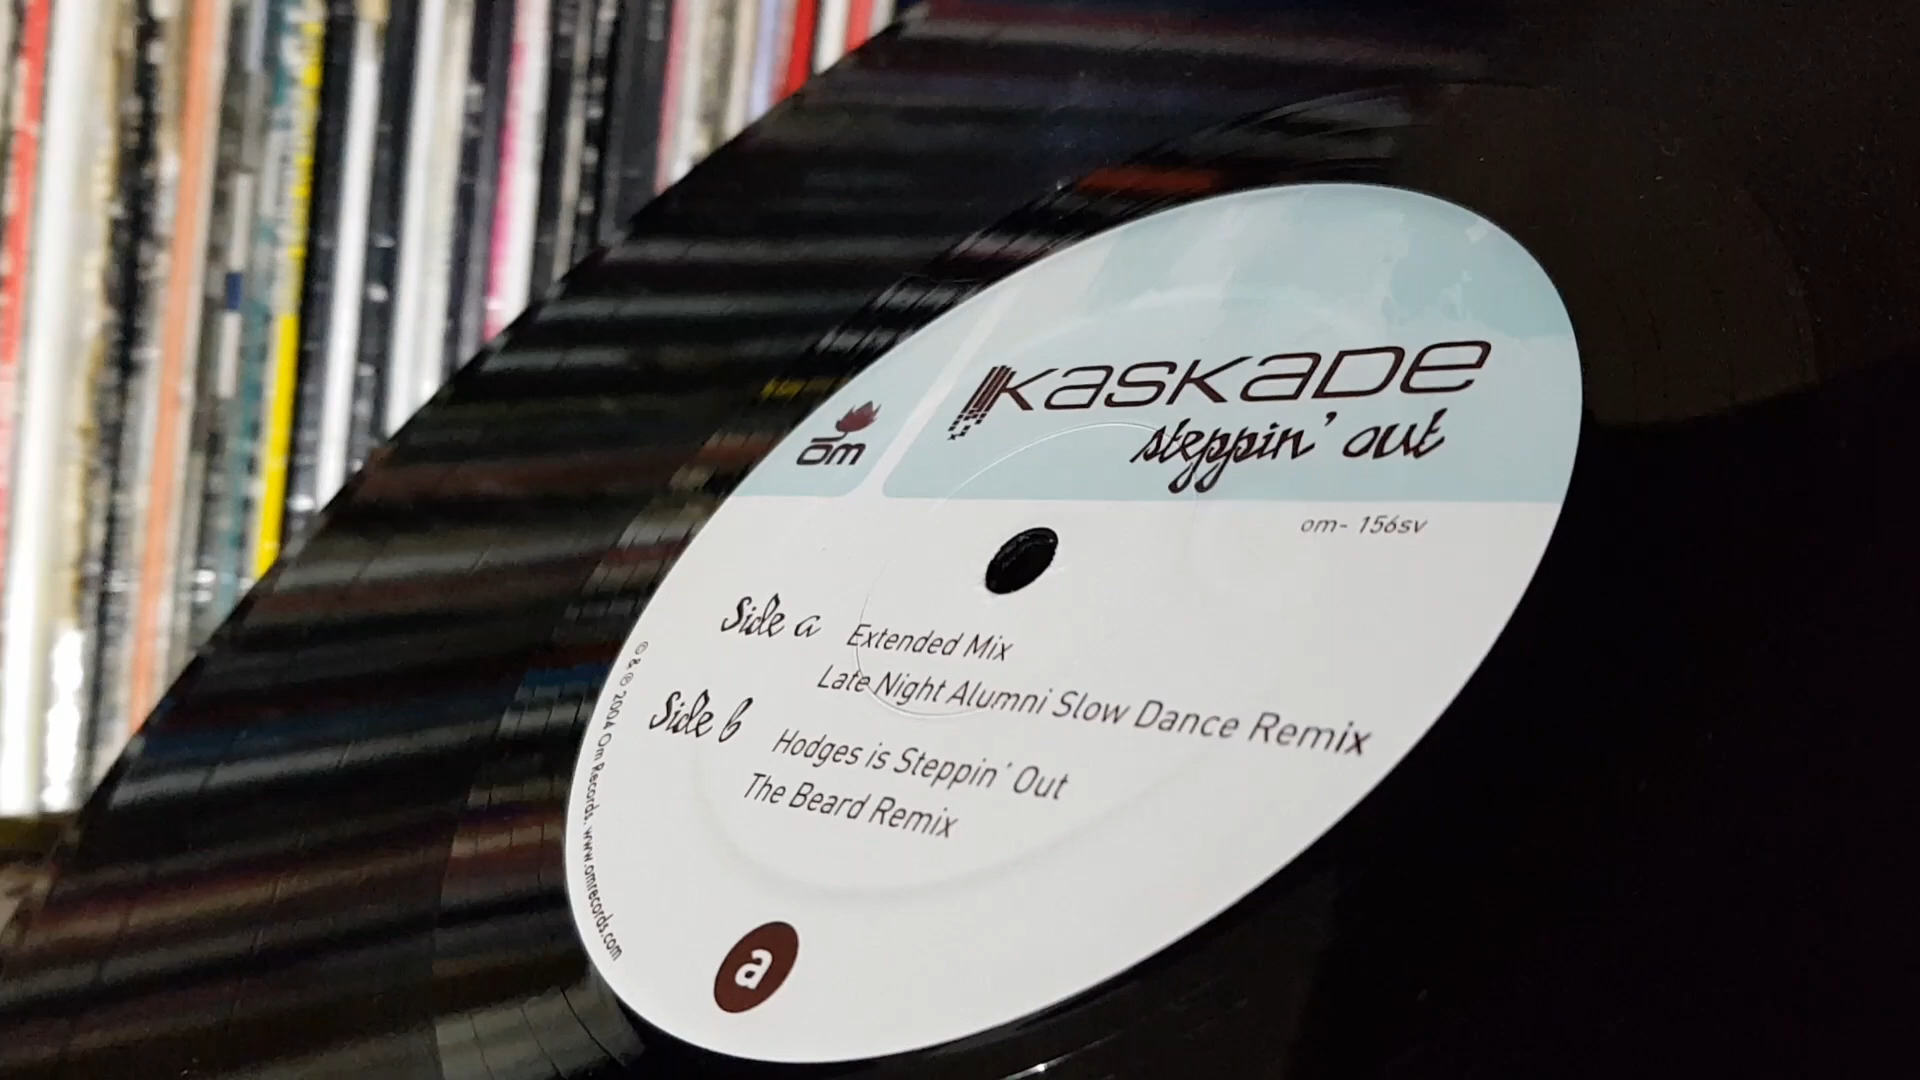 Kaskade
steppin' out
om
om- 156sv
Side a Extended Mix
Late Night Alumni Slow Dance Remix
Side b Hodges is Steppin' Out
The Beard Remix
© & ℗ 2004 Om Records. www.omrecords.com
a